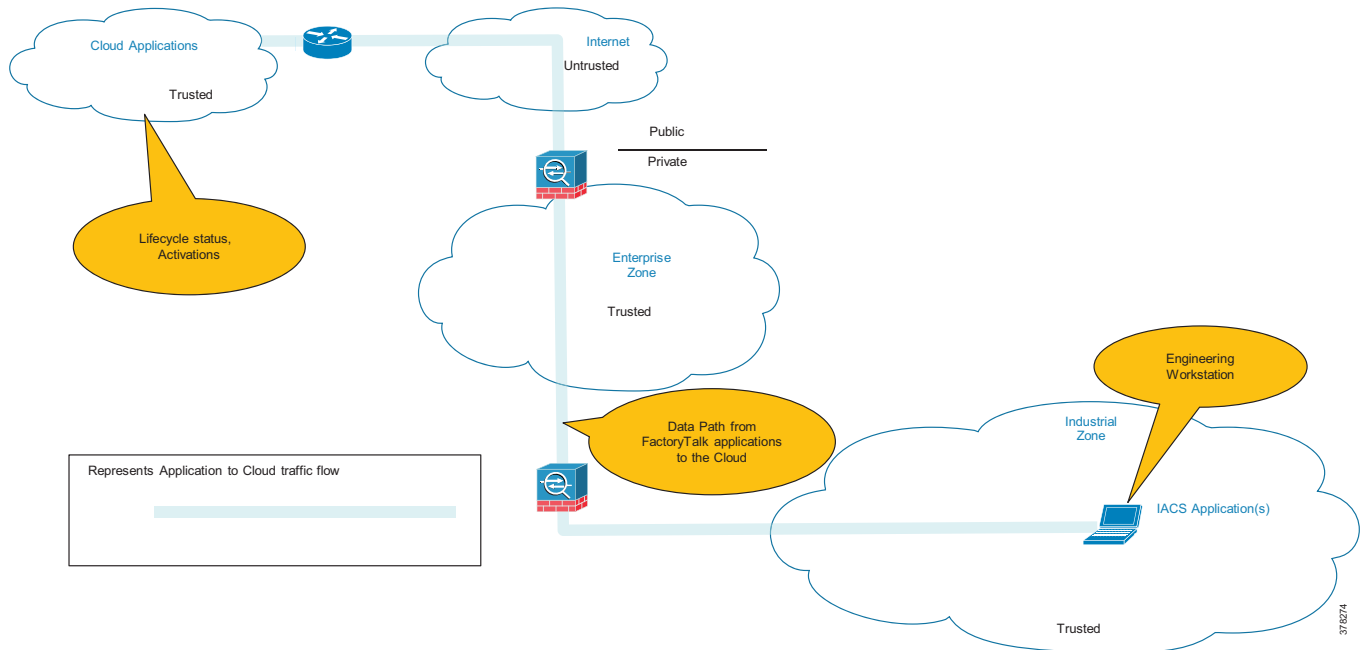 Cloud Applications
Trusted
Internet
Untrusted
Public
Private
Lifecycle status,
Activations
Enterprise
Zone
Trusted
Engineering
Workstation
Data Path from
FactoryTalk applications
to the Cloud
Industrial
Zone
Represents Application to Cloud traffic flow
IACS Application(s)
Trusted
378274